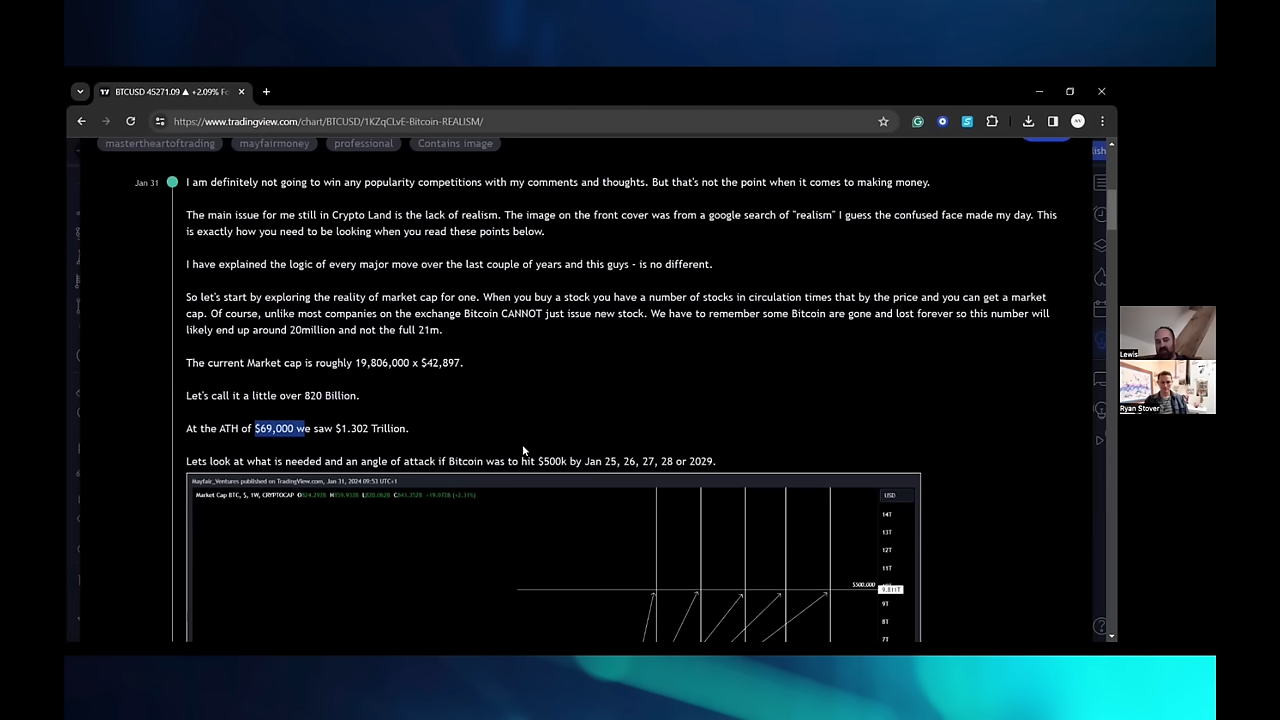 BTCUSD 45271.09 ▲ +2.09%
https://www.tradingview.com/chart/BTCUSD/1KZqCLvE-Bitcoin-REALISM/
mastertheartoftrading mayfairmoney professional Contains image
lish
Jan 31
I am definitely not going to win any popularity competitions with my comments and thoughts. But that's not the point when it comes to making money.
The main issue for me still in Crypto Land is the lack of realism. The image on the front cover was from a google search of "realism" I guess the confused face made my day. This
is exactly how you need to be looking when you read these points below.
I have explained the logic of every major move over the last couple of years and this guys - is no different.
So let's start by exploring the reality of market cap for one. When you buy a stock you have a number of stocks in circulation times that by the price and you can get a market
cap. Of course, unlike most companies on the exchange Bitcoin CANNOT just issue new stock. We have to remember some Bitcoin are gone and lost forever so this number will
likely end up around 20million and not the full 21m.
The current Market cap is roughly 19,806,000 x $42,897.
Let's call it a little over 820 Billion.
At the ATH of $69,000 we saw $1.302 Trillion.
Lets look at what is needed and an angle of attack if Bitcoin was to hit $500k by Jan 25, 26, 27, 28 or 2029.
Mayfair_Ventures published on TradingView.com, Jan 31, 2024 09:53 UTC+1
Market Cap BTC, $, 1W, CRYPTOCAP
USD
14T
13T
12T
11T
$500,000
9.811T
9T
8T
7T
Lewis
Ryan Stover